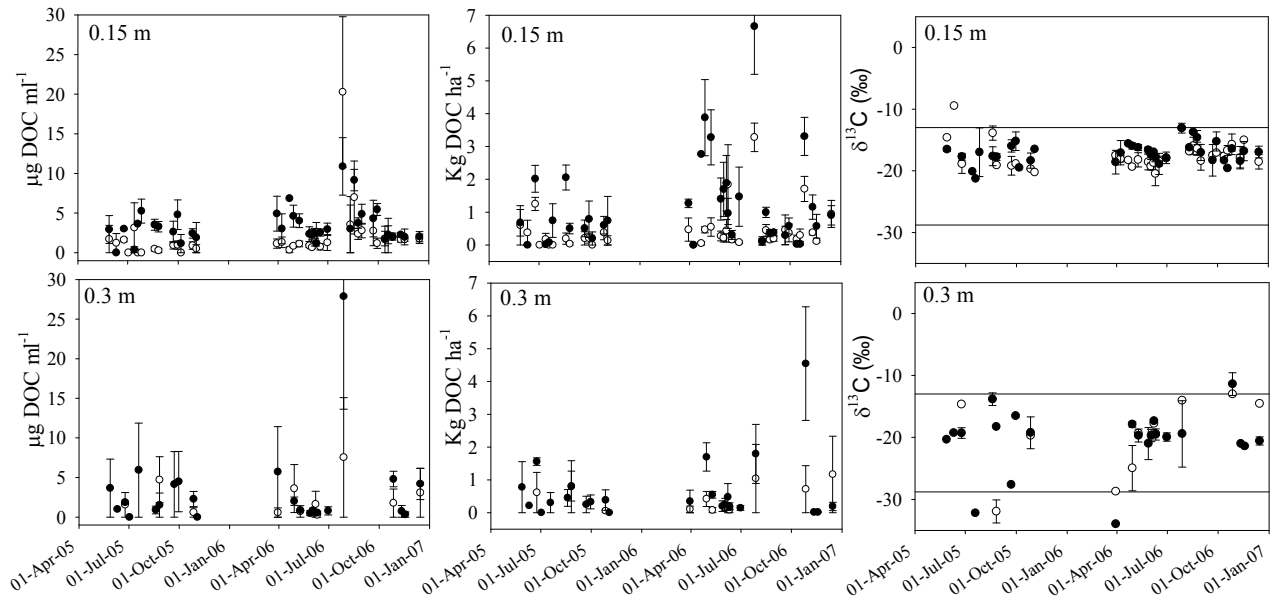 30
25
20
15
10
5
0
µg DOC ml⁻¹
0.15 m
7
6
5
4
3
2
1
0
Kg DOC ha⁻¹
0.15 m
0
-10
-20
-30
δ¹³C (‰)
0.15 m
30
25
20
15
10
5
0
µg DOC ml⁻¹
0.3 m
01-Apr-05
01-Jul-05
01-Oct-05
01-Jan-06
01-Apr-06
01-Jul-06
01-Oct-06
01-Jan-07
7
6
5
4
3
2
1
0
Kg DOC ha⁻¹
0.3 m
01-Apr-05
01-Jul-05
01-Oct-05
01-Jan-06
01-Apr-06
01-Jul-06
01-Oct-06
01-Jan-07
0
-10
-20
-30
δ¹³C (‰)
0.3 m
01-Apr-05
01-Jul-05
01-Oct-05
01-Jan-06
01-Apr-06
01-Jul-06
01-Oct-06
01-Jan-07